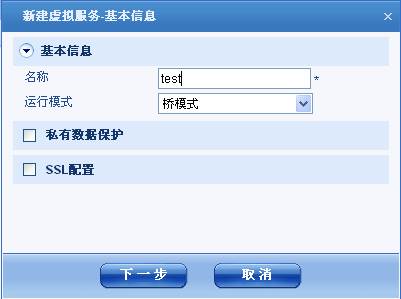 新建虚拟服务-基本信息
基本信息
名称 test *
运行模式 桥模式
私有数据保护
SSL配置
下一步 取消